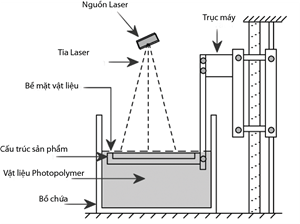 Nguồn Laser
Trục máy
Tia Laser
Bề mặt vật liệu
Cấu trúc sản phẩm
Vật liệu Photopolymer
Bồ chứa